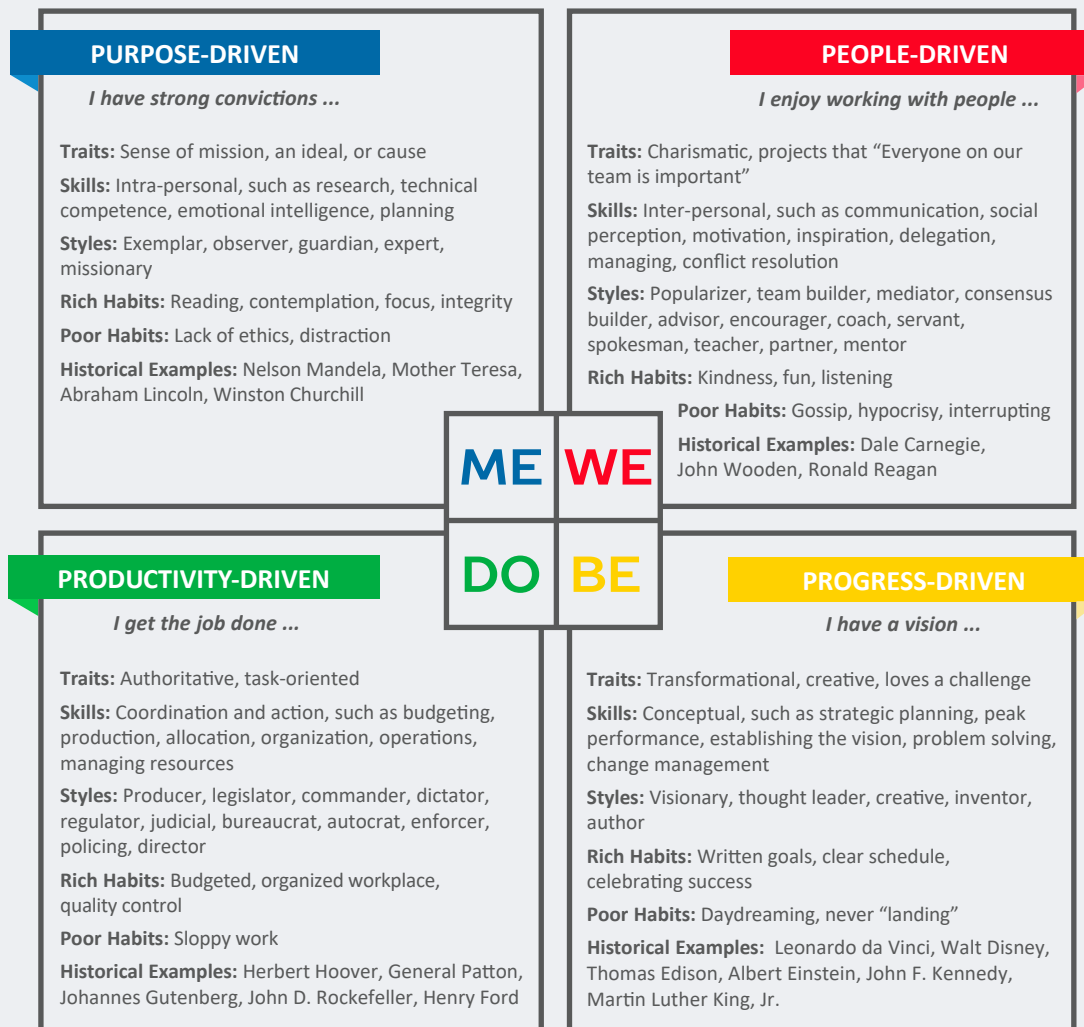 PURPOSE-DRIVEN
I have strong convictions ...
Traits: Sense of mission, an ideal, or cause
Skills: Intra-personal, such as research, technical
competence, emotional intelligence, planning
Styles: Exemplar, observer, guardian, expert,
missionary
Rich Habits: Reading, contemplation, focus, integrity
Poor Habits: Lack of ethics, distraction
Historical Examples: Nelson Mandela, Mother Teresa,
Abraham Lincoln, Winston Churchill
PEOPLE-DRIVEN
I enjoy working with people ...
Traits: Charismatic, projects that “Everyone on our
team is important”
Skills: Inter-personal, such as communication, social
perception, motivation, inspiration, delegation,
managing, conflict resolution
Styles: Popularizer, team builder, mediator, consensus
builder, advisor, encourager, coach, servant,
spokesman, teacher, partner, mentor
Rich Habits: Kindness, fun, listening
Poor Habits: Gossip, hypocrisy, interrupting
Historical Examples: Dale Carnegie,
John Wooden, Ronald Reagan
ME WE
DO BE
PRODUCTIVITY-DRIVEN
I get the job done ...
Traits: Authoritative, task-oriented
Skills: Coordination and action, such as budgeting,
production, allocation, organization, operations,
managing resources
Styles: Producer, legislator, commander, dictator,
regulator, judicial, bureaucrat, autocrat, enforcer,
policing, director
Rich Habits: Budgeted, organized workplace,
quality control
Poor Habits: Sloppy work
Historical Examples: Herbert Hoover, General Patton,
Johannes Gutenberg, John D. Rockefeller, Henry Ford
PROGRESS-DRIVEN
I have a vision ...
Traits: Transformational, creative, loves a challenge
Skills: Conceptual, such as strategic planning, peak
performance, establishing the vision, problem solving,
change management
Styles: Visionary, thought leader, creative, inventor,
author
Rich Habits: Written goals, clear schedule,
celebrating success
Poor Habits: Daydreaming, never “landing”
Historical Examples: Leonardo da Vinci, Walt Disney,
Thomas Edison, Albert Einstein, John F. Kennedy,
Martin Luther King, Jr.